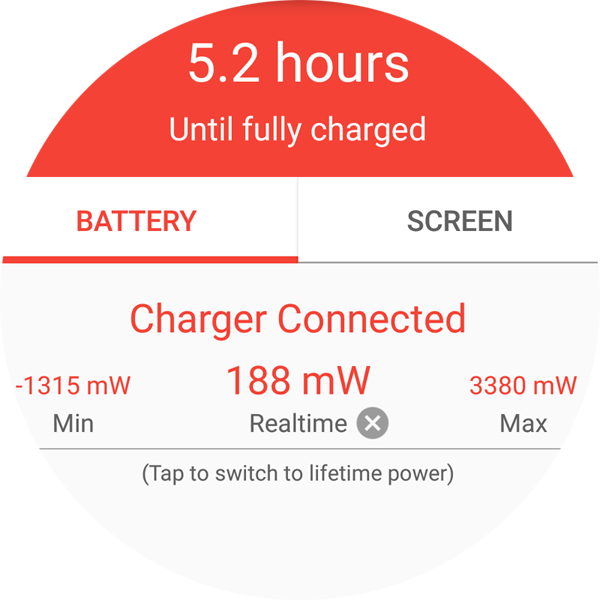 5.2 hours
Until fully charged
BATTERY SCREEN
Charger Connected
-1315 mW 188 mW 3380 mW
Min Realtime Max
(Tap to switch to lifetime power)